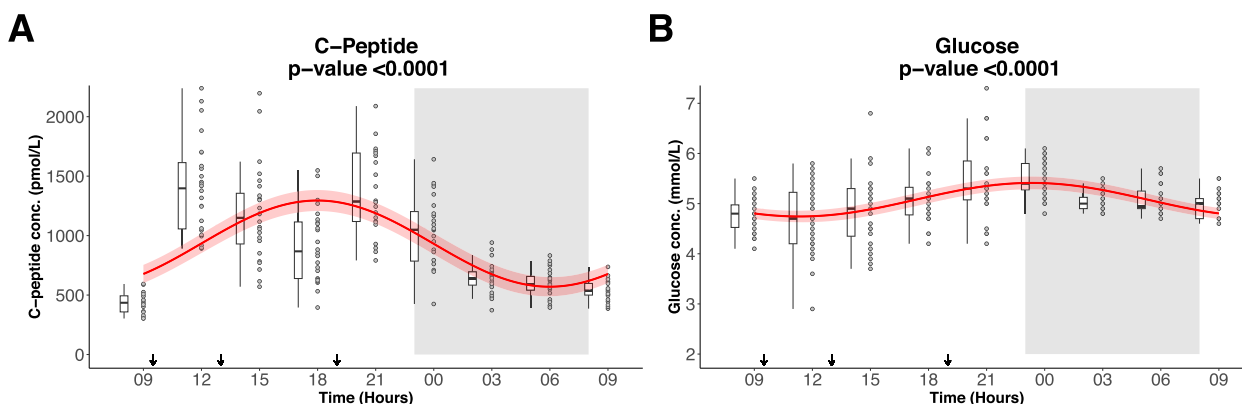 A
C−Peptide
p−value <0.0001
C−peptide conc. (pmol/L)
2000
1500
1000
500
0
09 12 15 18 21 00 03 06 09
Time (Hours)
B
Glucose
p−value <0.0001
Glucose conc. (mmol/L)
7
6
5
4
3
2
09 12 15 18 21 00 03 06 09
Time (Hours)